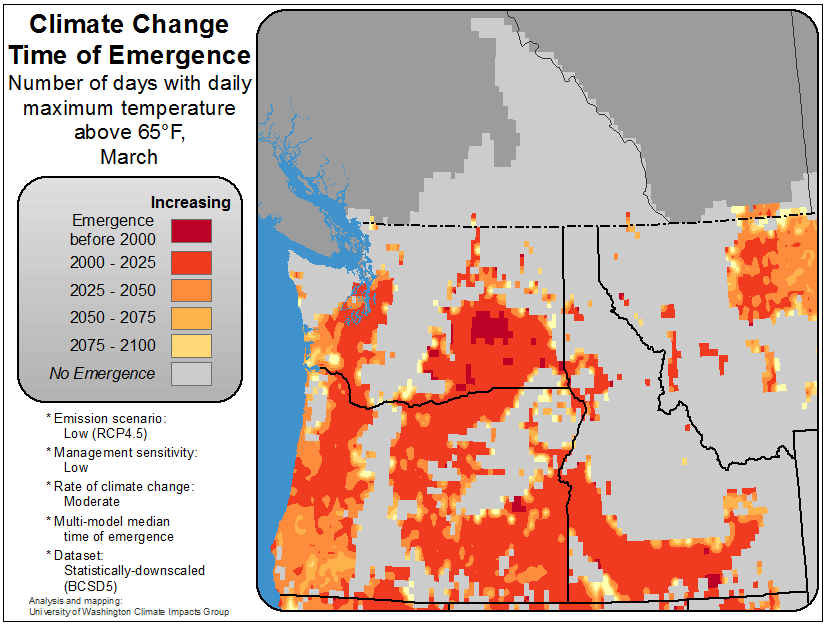 Climate Change
Time of Emergence
Number of days with daily
maximum temperature
above 65°F,
March
Increasing
Emergence
before 2000
2000 - 2025
2025 - 2050
2050 - 2075
2075 - 2100
No Emergence
* Emission scenario:
Low (RCP4.5)
* Management sensitivity:
Low
* Rate of climate change:
Moderate
* Multi-model median
time of emergence
* Dataset:
Statistically-downscaled
(BCSD5)
Analysis and mapping:
University of Washington Climate Impacts Group